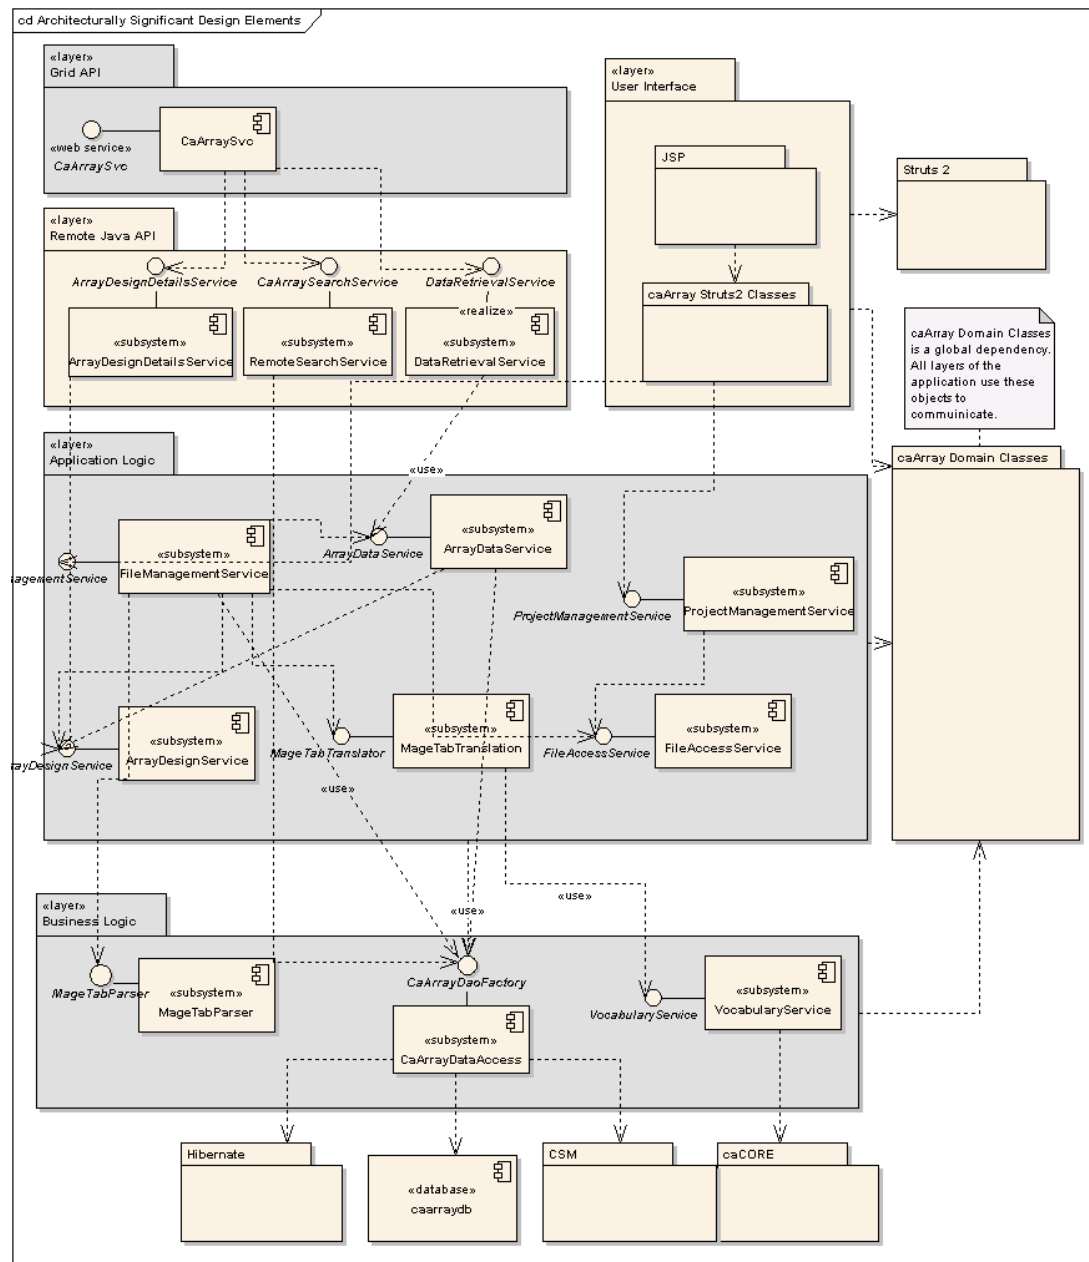 cd Architecturally Significant Design Elements
«layer»
Grid API
«web service»
CaArraySvc
CaArraySvc
«layer»
User Interface
JSP
Struts 2
«layer»
Remote Java API
ArrayDesignDetailsService
CaArraySearchService
DataRetrievalService
«realize»
caArray Struts2 Classes
«subsystem»
ArrayDesignDetailsService
«subsystem»
RemoteSearchService
«subsystem»
DataRetrievalService
caArray Domain Classes
is a global dependency.
All layers of the
application use these
objects to
commuinicate.
«layer»
Application Logic
«use»
caArray Domain Classes
«subsystem»
FileManagementService
agementService
ArrayDataService
«subsystem»
ArrayDataService
ProjectManagementService
«subsystem»
ProjectManagementService
rayDesignService
«subsystem»
ArrayDesignService
MageTabTranslator
«subsystem»
MageTabTranslation
FileAccessService
«subsystem»
FileAccessService
«use»
«layer»
Business Logic
«use»
«use»
MageTabParser
«subsystem»
MageTabParser
CaArrayDaoFactory
«subsystem»
CaArrayDataAccess
VocabularyService
«subsystem»
VocabularyService
Hibernate
«database»
caarraydb
CSM
caCORE